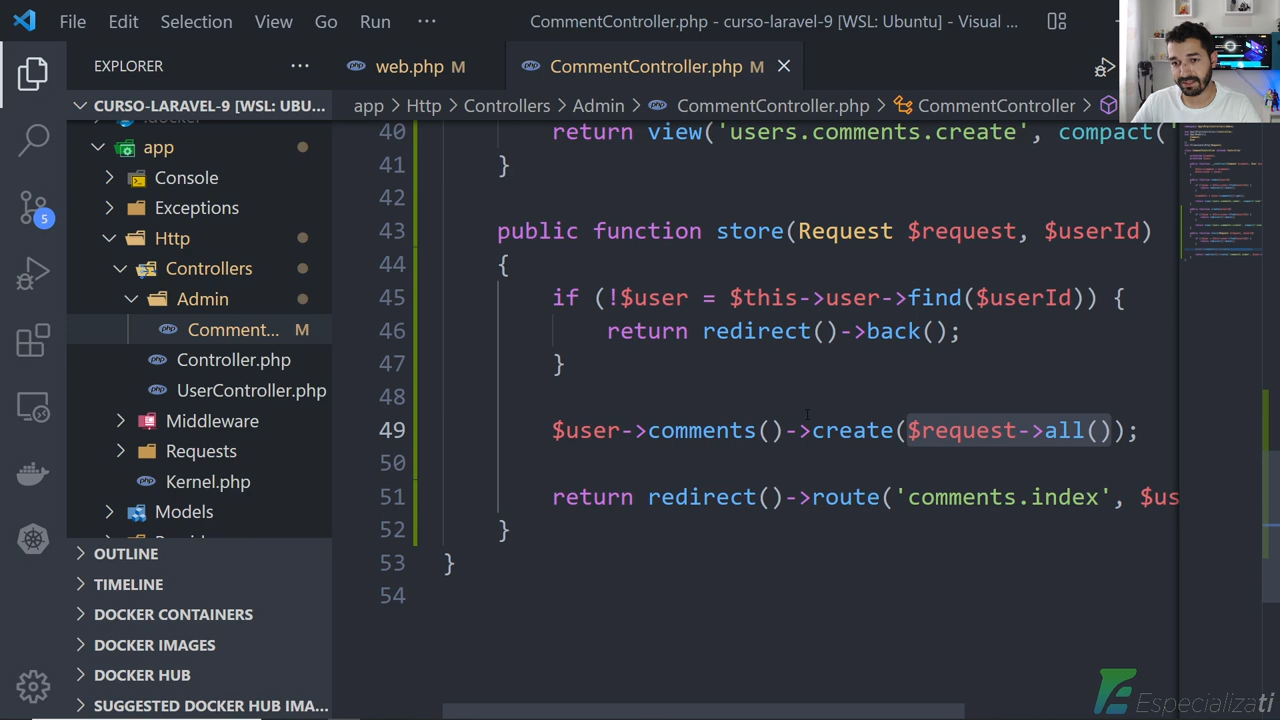 File Edit Selection View Go Run ··· CommentController.php - curso-laravel-9 [WSL: Ubuntu] - Visual ...
EXPLORER ···
web.php M
CommentController.php M
CURSO-LARAVEL-9 [WSL: UBU...
app > Http > Controllers > Admin > CommentController.php > CommentController >
.docker
app
Console
Exceptions
Http
Controllers
Admin
Comment... M
Controller.php
UserController.php
Middleware
Requests
Kernel.php
Models
OUTLINE
TIMELINE
DOCKER CONTAINERS
DOCKER IMAGES
DOCKER HUB
SUGGESTED DOCKER HUB IMA...
5
40 return view('users.comments.create', compact('
41 }
42
43 public function store(Request $request, $userId)
44 {
45 if (!$user = $this->user->find($userId)) {
46 return redirect()->back();
47 }
48
49 $user->comments()->create($request->all());
50
51 return redirect()->route('comments.index', $us
52 }
53 }
54
Especializati